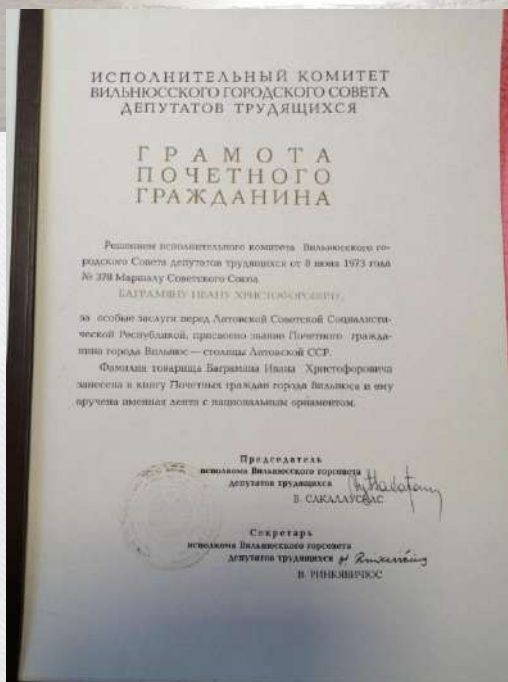 ИСПОЛНИТЕЛЬНЫЙ КОМИТЕТ
ВИЛЬНЮССКОГО ГОРОДСКОГО СОВЕТА
ДЕПУТАТОВ ТРУДЯЩИХСЯ
ГРАМОТА
ПОЧЕТНОГО
ГРАЖДАНИНА
Решением исполнительного комитета Вильнюсского го-
родского Совета депутатов трудящихся от 8 июня 1973 года
№ 378 Маршалу Советского Союза
БАГРАМЯНУ ИВАНУ ХРИСТОФОРОВИЧУ,
за особые заслуги перед Литовской Советской Социалисти-
ческой Республикой, присвоено звание Почетного гражда-
нина города Вильнюс — столицы Литовской ССР.
Фамилия товарища Баграмяна Ивана Христофоровича
занесена в книгу Почетных граждан города Вильнюса и ему
вручена именная лента с национальным орнаментом.
Председатель
исполкома Вильнюсского горсовета
депутатов трудящихся
В. САКАЛАУСКАС
Секретарь
исполкома Вильнюсского горсовета
депутатов трудящихся
В. РИНКЯВИЧЮС